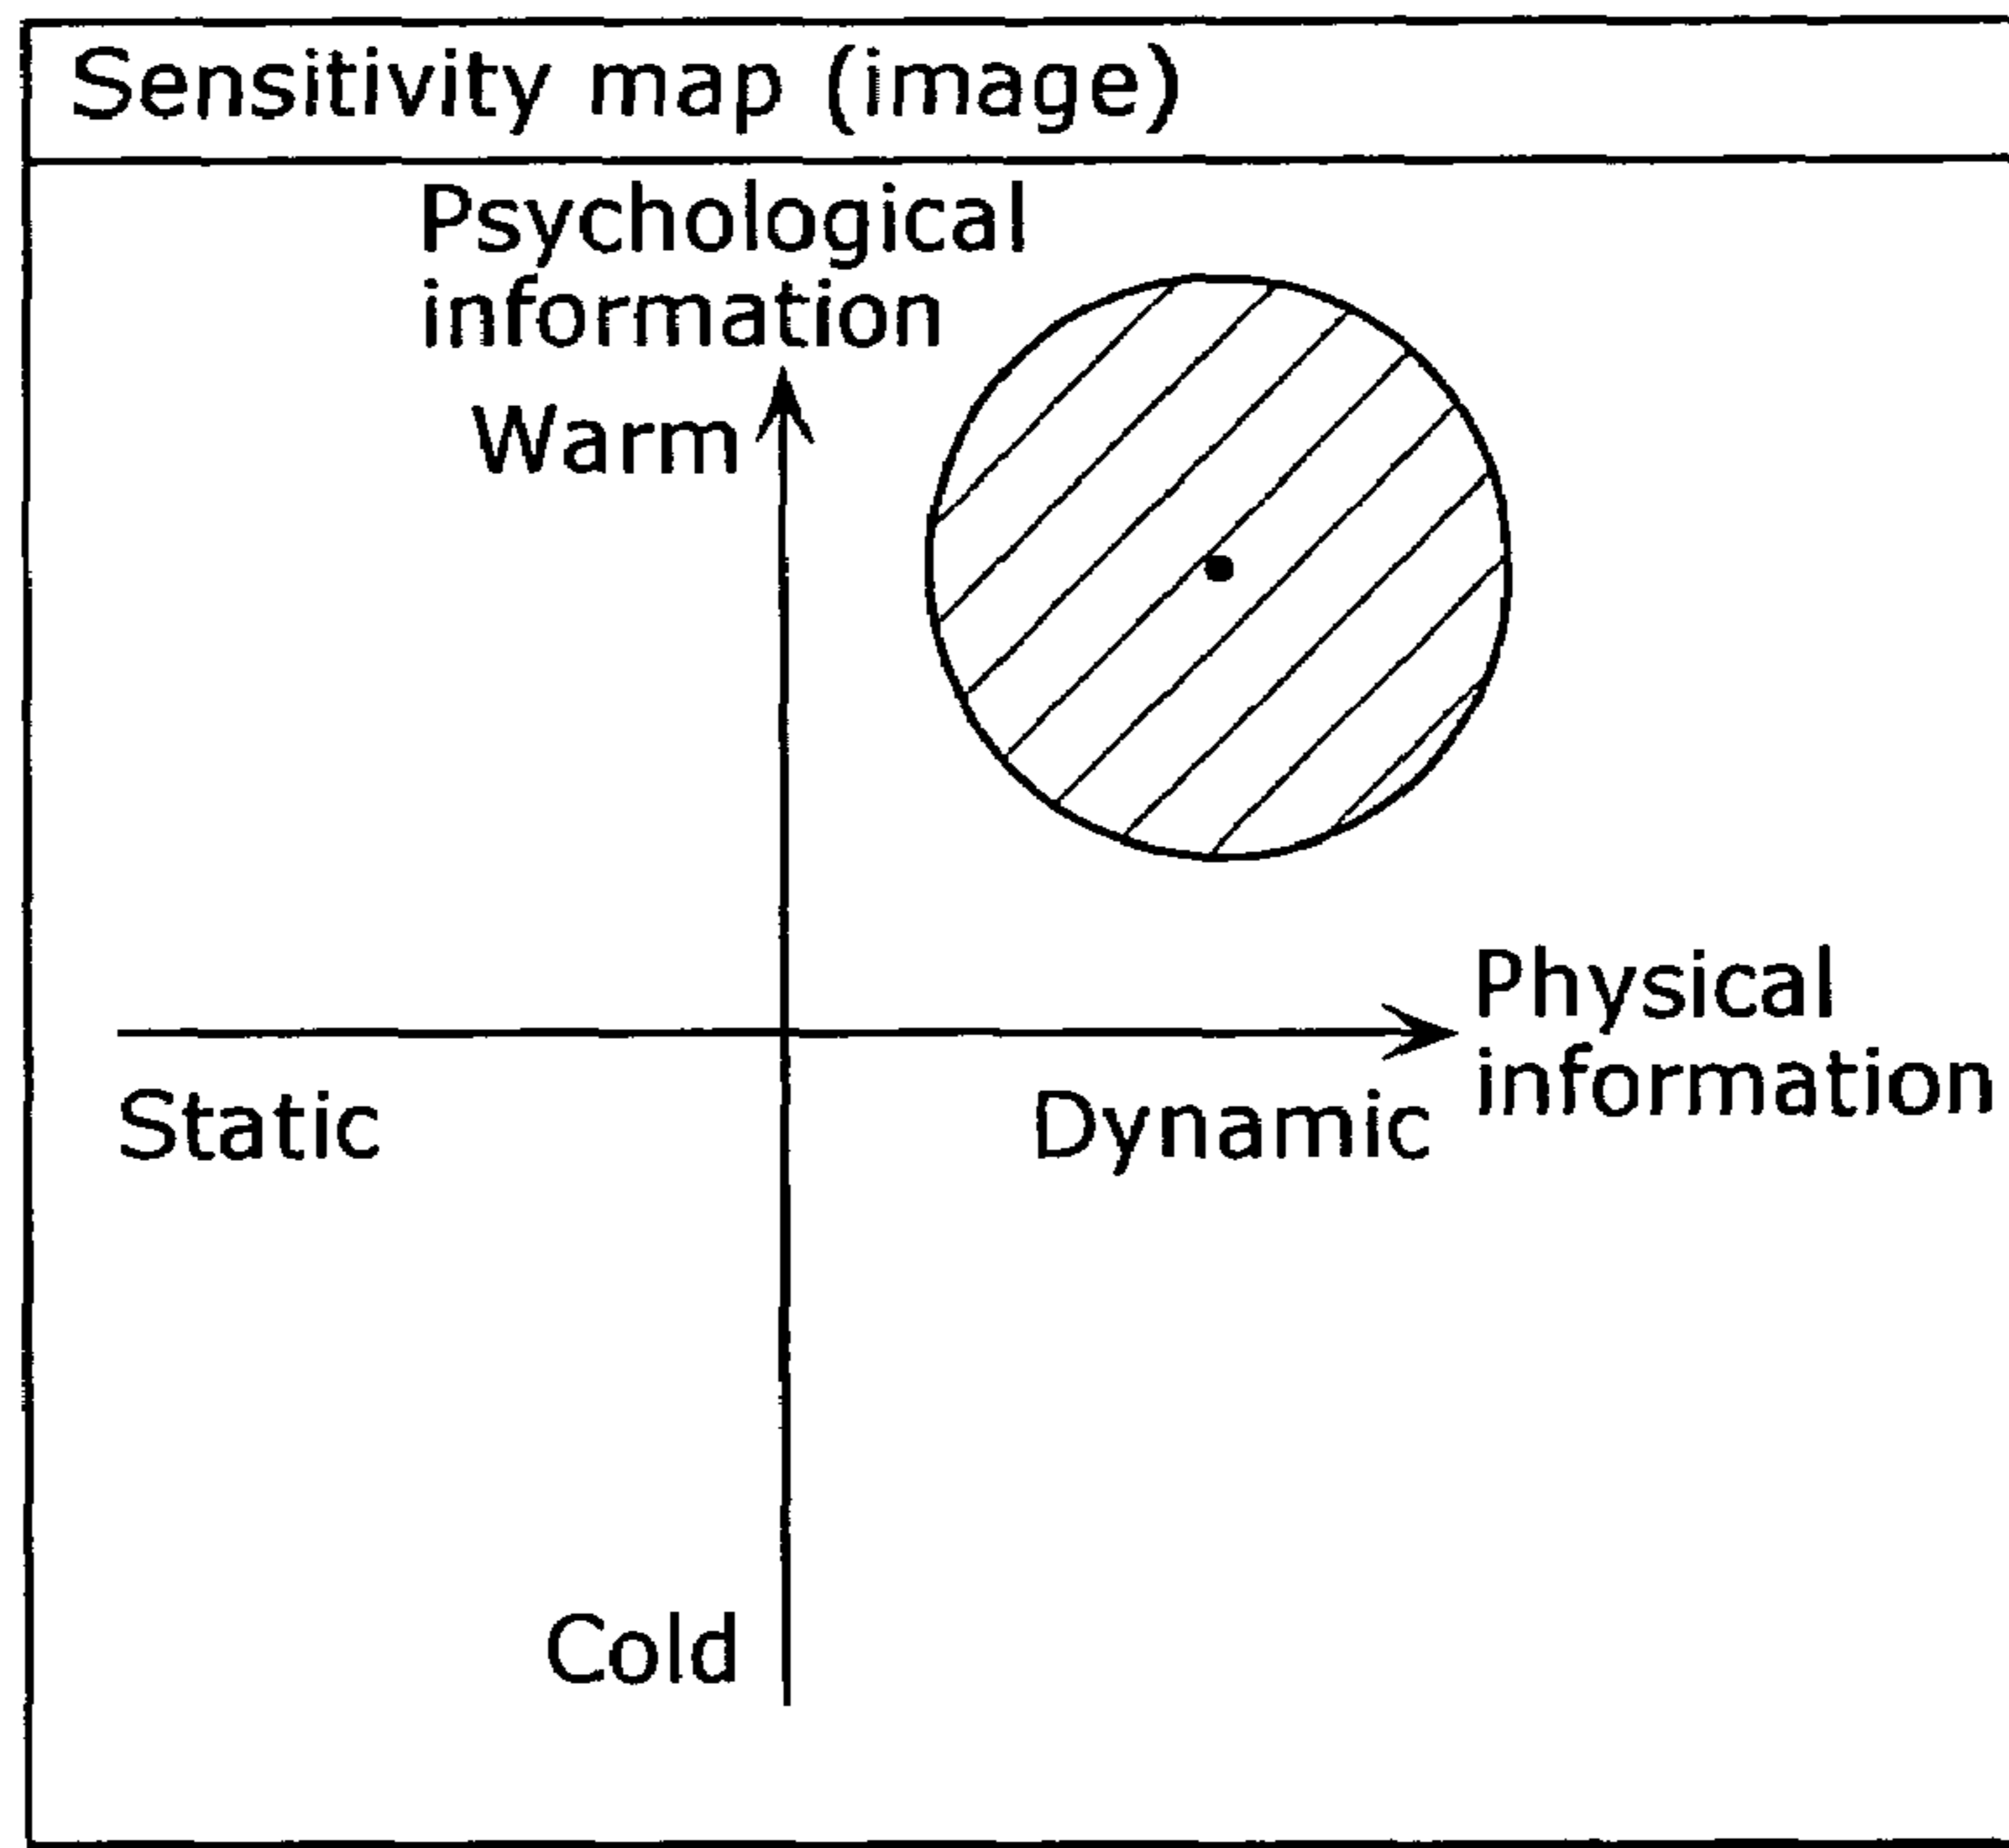 Sensitivity map (image)
Psychological
information
Warm
Physical
information
Static
Dynamic
Cold